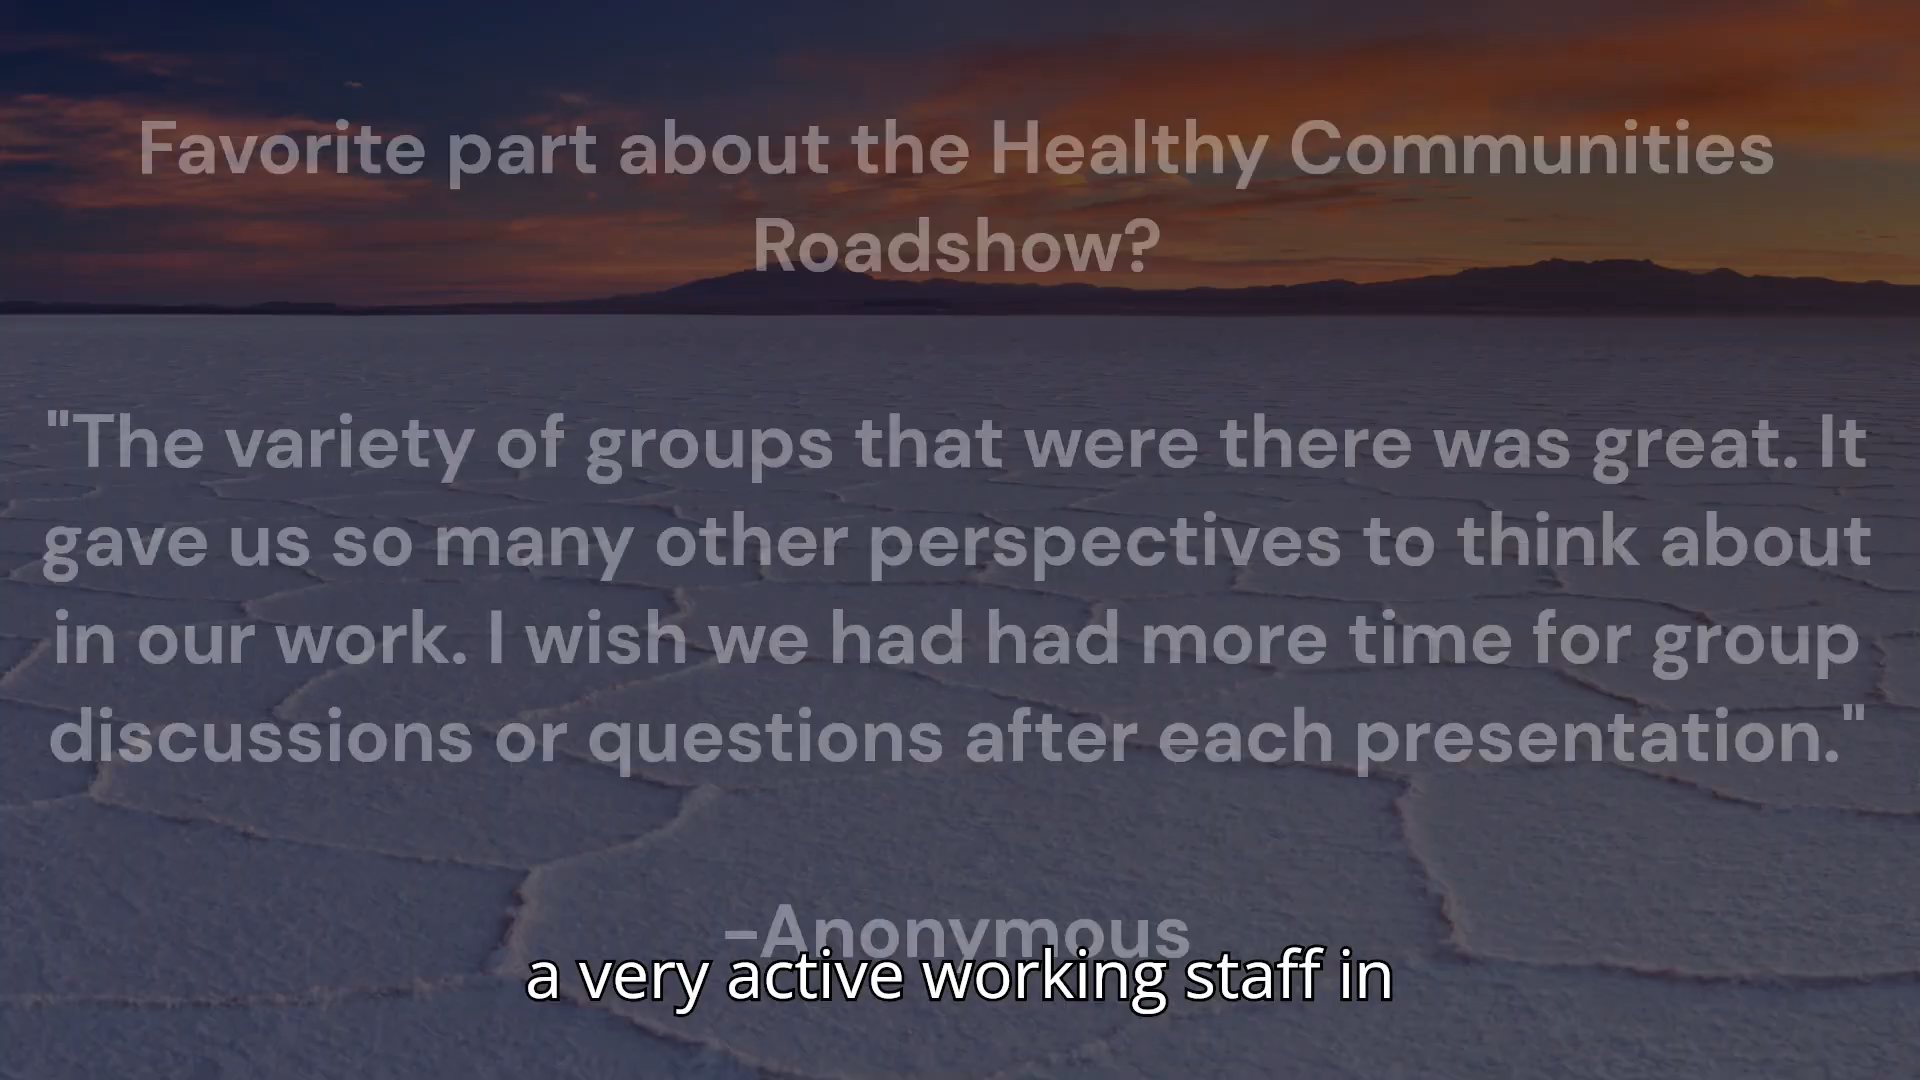 Favorite part about the Healthy Communities
Roadshow?
"The variety of groups that were there was great. It
gave us so many other perspectives to think about
in our work. I wish we had had more time for group
discussions or questions after each presentation."
–Anonymous
a very active working staff in